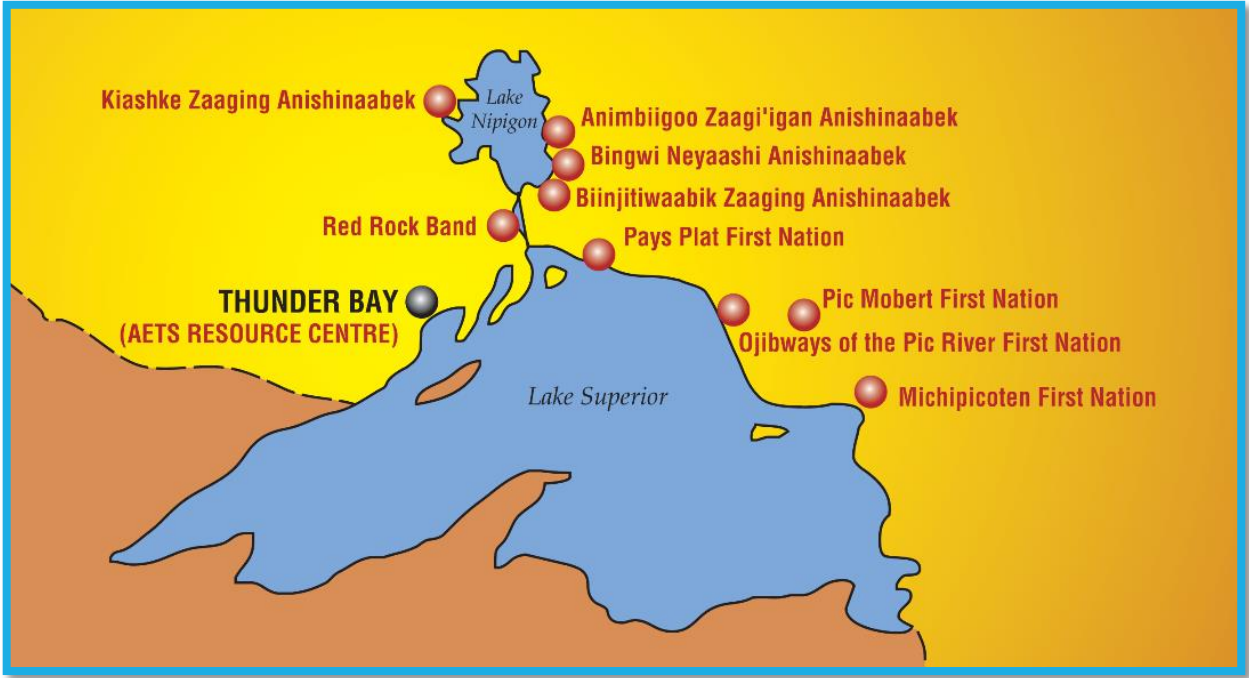 Kiashke Zaaging Anishinaabek
Lake
Nipigon
Animbiigoo Zaagi'igan Anishinaabek
Bingwi Neyaashi Anishinaabek
Biinjitiwaabik Zaaging Anishinaabek
Red Rock Band
Pays Plat First Nation
THUNDER BAY
(AETS RESOURCE CENTRE)
Pic Mobert First Nation
Ojibways of the Pic River First Nation
Lake Superior
Michipicoten First Nation